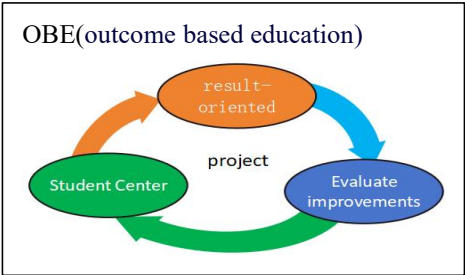 OBE(outcome based education)
result-
oriented
project
Student Center
Evaluate
improvements